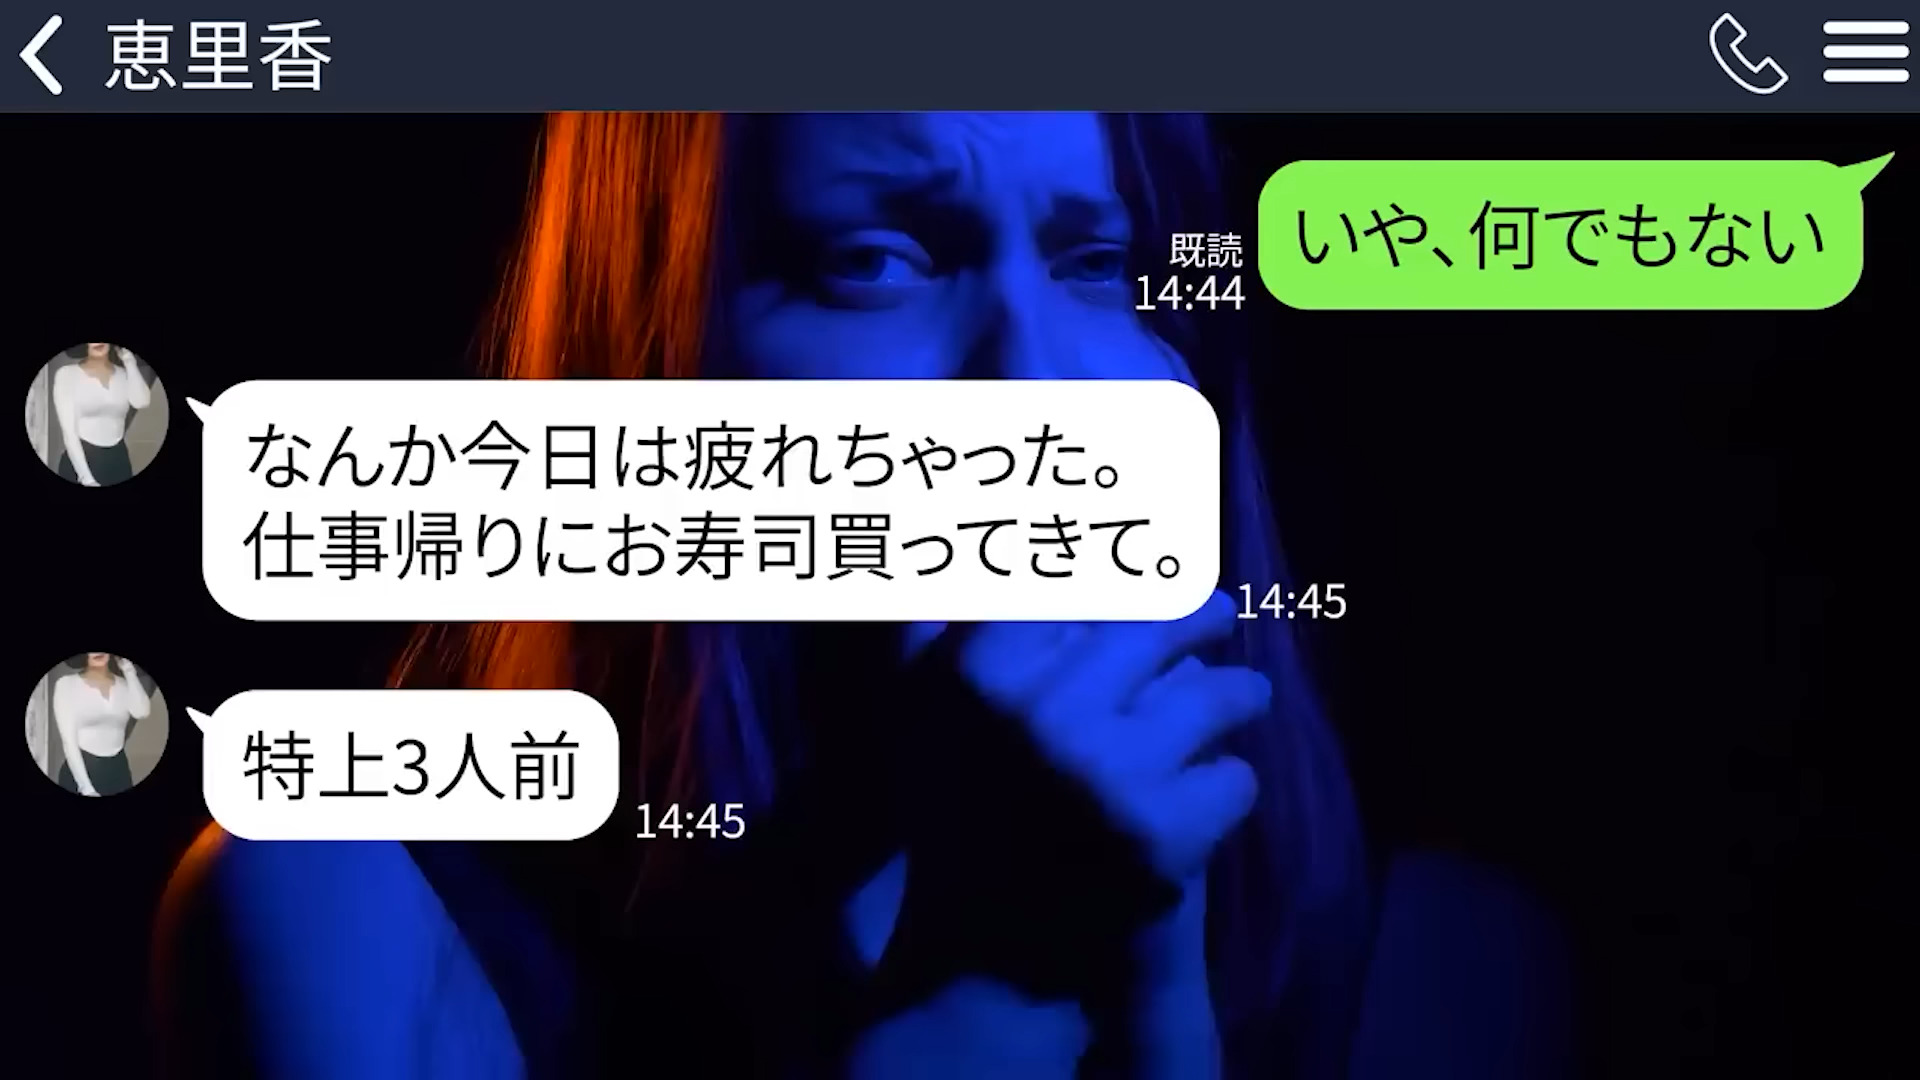 恵里香
いや、何でもない
既読
14:44
なんか今日は疲れちゃった。
仕事帰りにお寿司買ってきて。
14:45
特上3人前
14:45